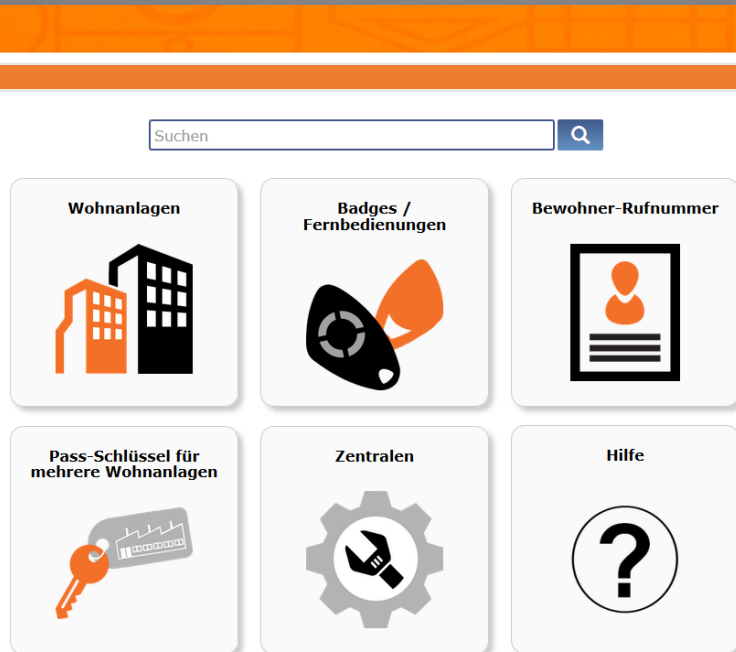 Suchen
Wohnanlagen
Badges /
Fernbedienungen
Bewohner-Rufnummer
Pass-Schlüssel für
mehrere Wohnanlagen
Zentralen
Hilfe
?